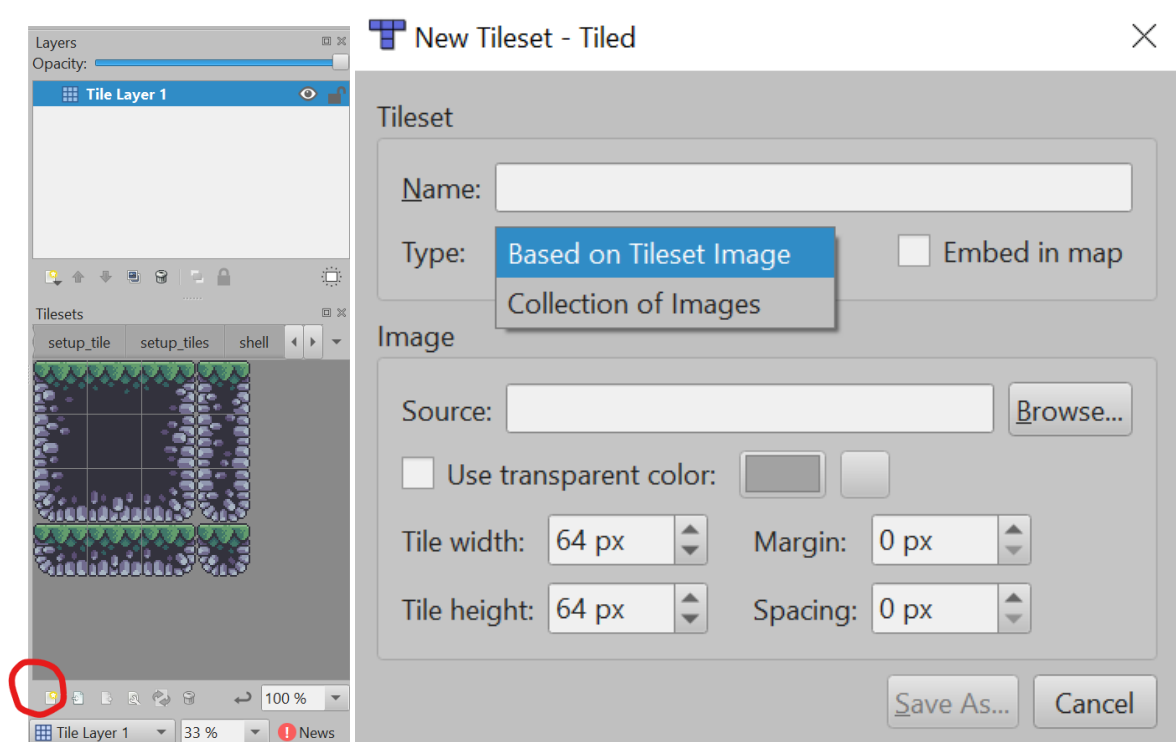 Layers
Opacity:
Tile Layer 1
Tilesets
setup_tile setup_tiles shell
100 %
Tile Layer 1 33 % News
New Tileset - Tiled
Tileset
Name:
Type: Based on Tileset Image Embed in map
Collection of Images
Image
Source: Browse...
Use transparent color:
Tile width: 64 px Margin: 0 px
Tile height: 64 px Spacing: 0 px
Save As... Cancel